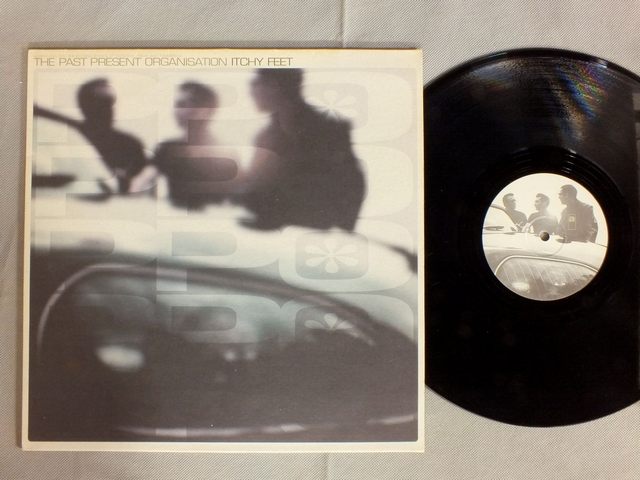 THE PAST PRESENT ORGANISATION ITCHY FEET